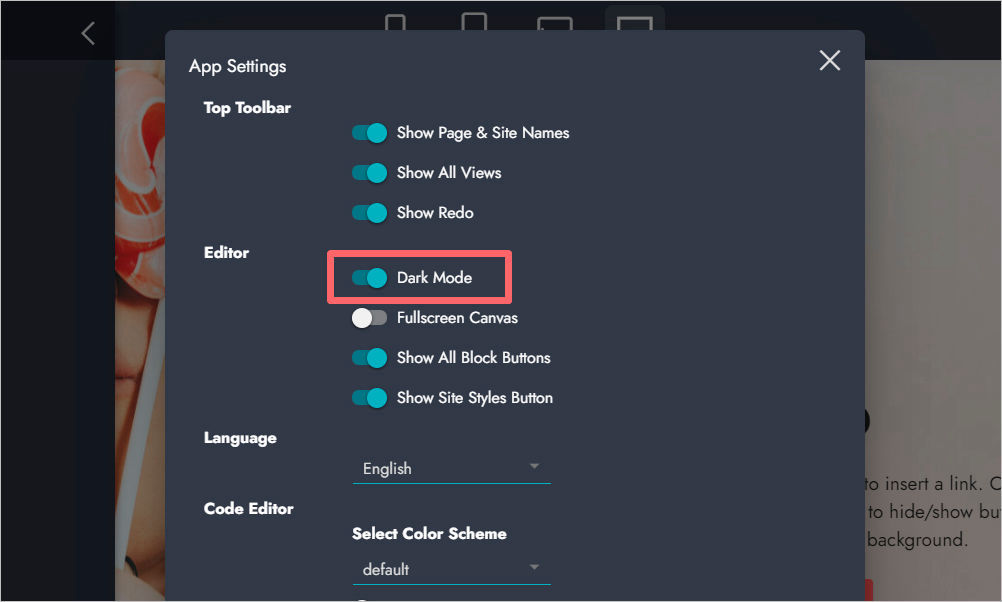 App Settings
Top Toolbar
Show Page & Site Names
Show All Views
Show Redo
Editor
Dark Mode
Fullscreen Canvas
Show All Block Buttons
Show Site Styles Button
Language
English
Code Editor
Select Color Scheme
default
to insert a link. C
to hide/show bu
background.